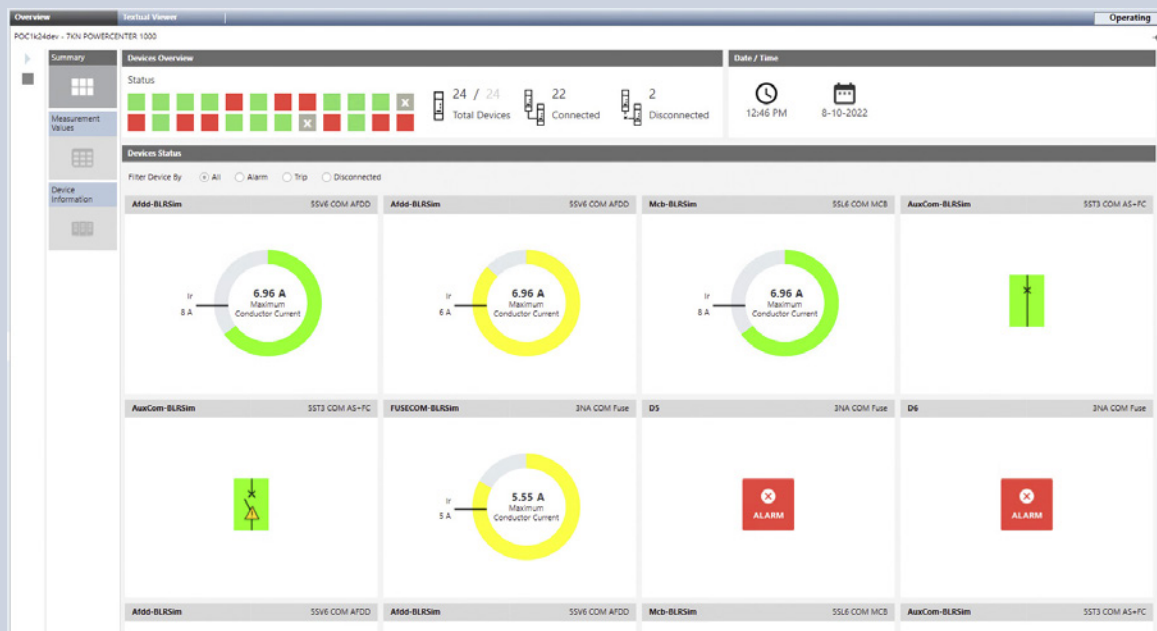 Overview Textual Viewer Operating
POC1k24dev - 7KN POWERCENTER 1000
Summary
Measurement
Values
Device
Information
Devices Overview
Status
24 / 24
Total Devices
22
Connected
2
Disconnected
Date / Time
12:46 PM
8-10-2022
Devices Status
Filter Device By All Alarm Trip Disconnected
Afdd-BLRSim 5SV6 COM AFDD
Ir
8 A
6.96 A
Maximum
Conductor Current
Afdd-BLRSim 5SV6 COM AFDD
Ir
6 A
6.96 A
Maximum
Conductor Current
Mcb-BLRSim 5SL6 COM MCB
Ir
8 A
6.96 A
Maximum
Conductor Current
AuxCom-BLRSim 5ST3 COM AS+FC
AuxCom-BLRSim 5ST3 COM AS+FC
FUSECOM-BLRSim 3NA COM Fuse
Ir
5 A
5.55 A
Maximum
Conductor Current
D5 3NA COM Fuse
ALARM
D6 3NA COM Fuse
ALARM
Afdd-BLRSim 5SV6 COM AFDD
Afdd-BLRSim 5SV6 COM AFDD
Mcb-BLRSim 5SL6 COM MCB
AuxCom-BLRSim 5ST3 COM AS+FC